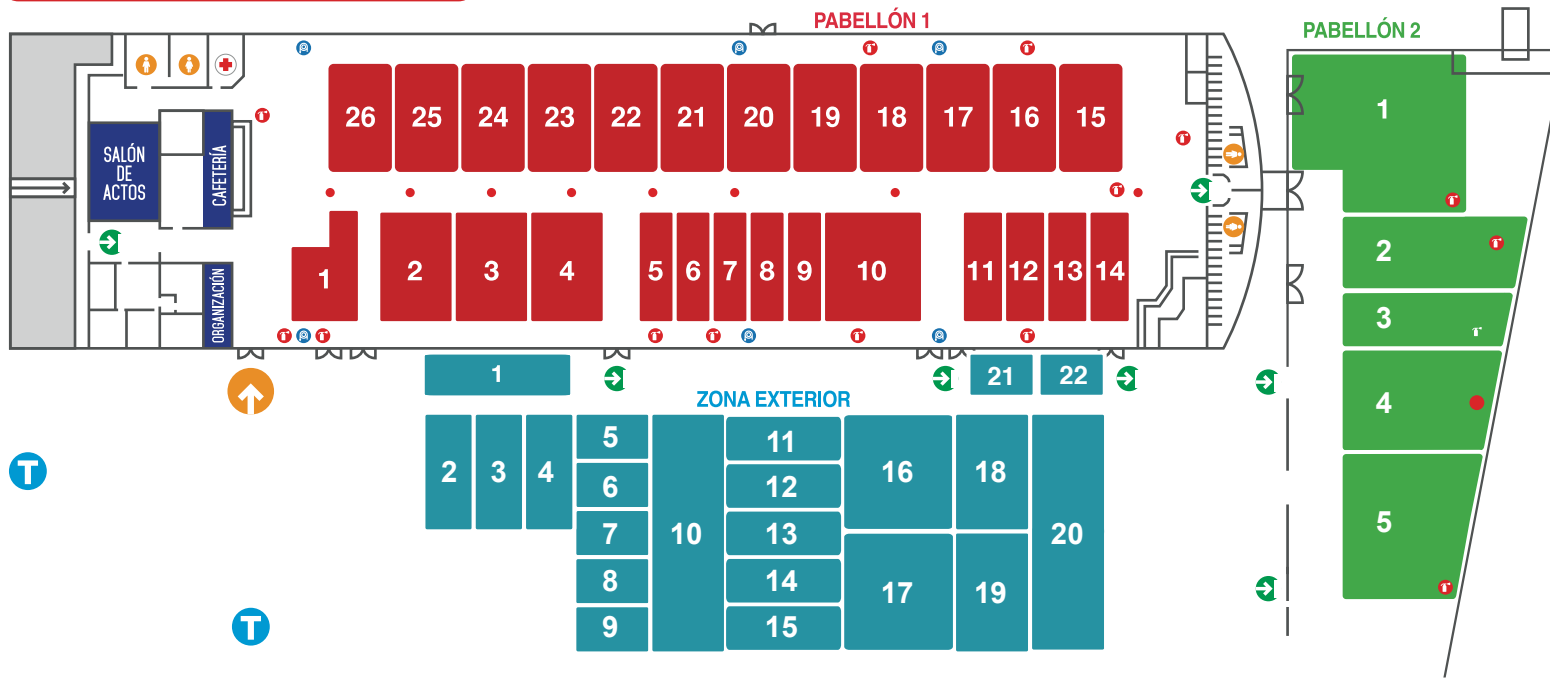 PABELLÓN 1
PABELLÓN 2
26 25 24 23 22 21 20 19 18 17 16 15
1
SALÓN
DE
ACTOS
CAFETERÍA
1 2 3 4 5 6 7 8 9 10 11 12 13 14
2
ORGANIZACIÓN
3
1
21 22
ZONA EXTERIOR
4
2 3 4
5
6
7
8
9
10
11
12
13
14
15
16
17
18
19
20
5
T
T